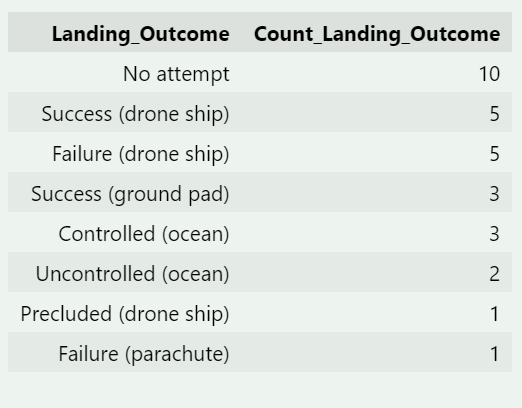 Landing_Outcome Count_Landing_Outcome
No attempt 10
Success (drone ship) 5
Failure (drone ship) 5
Success (ground pad) 3
Controlled (ocean) 3
Uncontrolled (ocean) 2
Precluded (drone ship) 1
Failure (parachute) 1